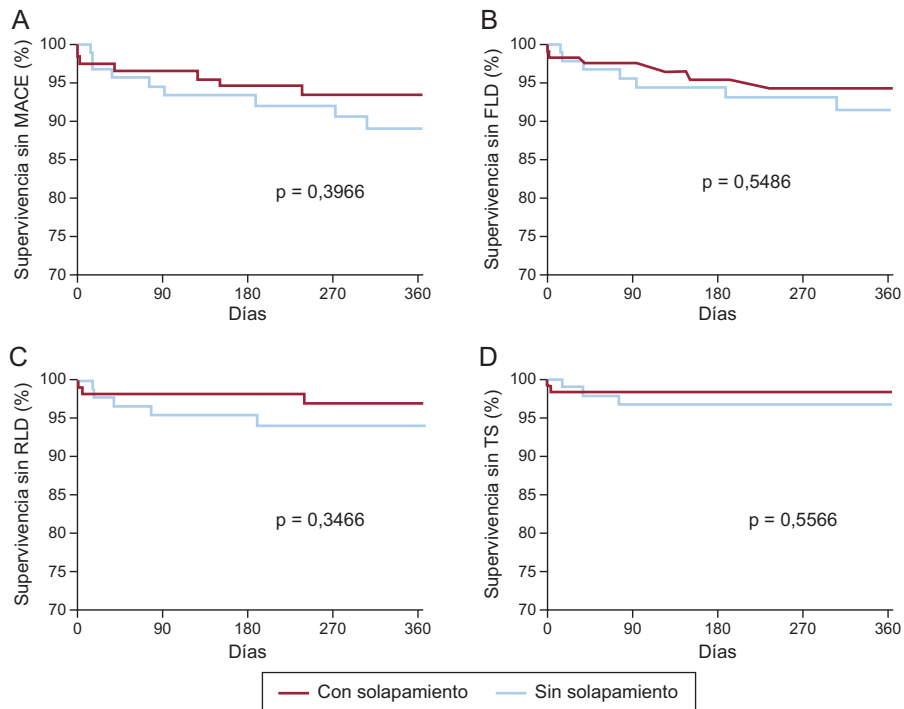 A
Supervivencia sin MACE (%)
100
95
90
85
80
75
70
p = 0,3966
0 90 180 270 360
Días
B
Supervivencia sin FLD (%)
100
95
90
85
80
75
70
p = 0,5486
0 90 180 270 360
Días
C
Supervivencia sin RLD (%)
100
95
90
85
80
75
70
p = 0,3466
0 90 180 270 360
Días
D
Supervivencia sin TS (%)
100
95
90
85
80
75
70
p = 0,5566
0 90 180 270 360
Días
Con solapamiento Sin solapamiento